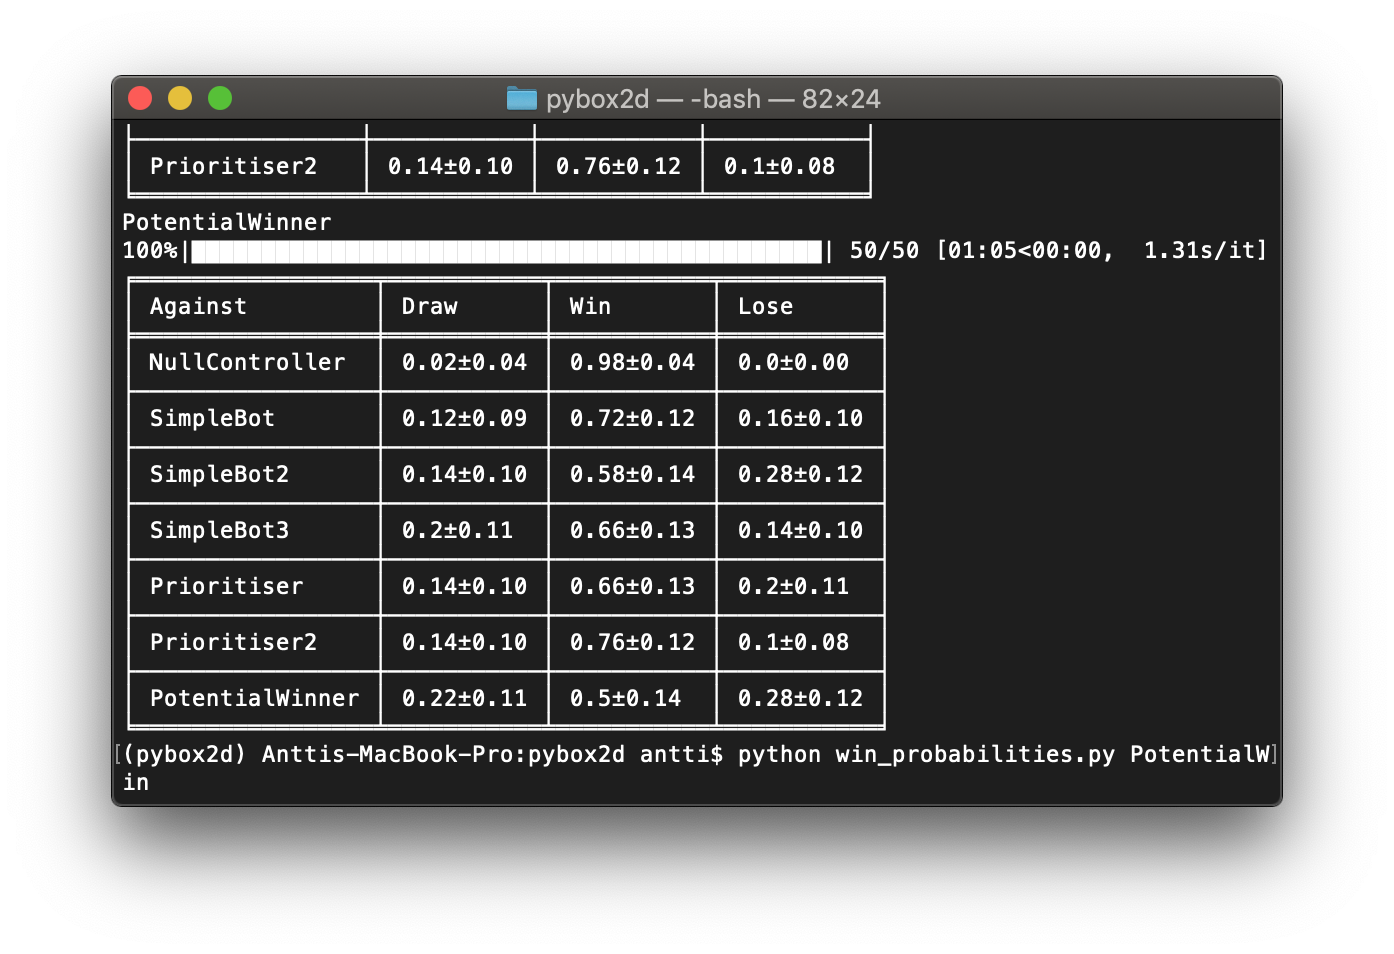 pybox2d — -bash — 82×24
Prioritiser2 0.14±0.10 0.76±0.12 0.1±0.08
PotentialWinner
100%| | 50/50 [01:05<00:00, 1.31s/it]
Against Draw Win Lose
NullController 0.02±0.04 0.98±0.04 0.0±0.00
SimpleBot 0.12±0.09 0.72±0.12 0.16±0.10
SimpleBot2 0.14±0.10 0.58±0.14 0.28±0.12
SimpleBot3 0.2±0.11 0.66±0.13 0.14±0.10
Prioritiser 0.14±0.10 0.66±0.13 0.2±0.11
Prioritiser2 0.14±0.10 0.76±0.12 0.1±0.08
PotentialWinner 0.22±0.11 0.5±0.14 0.28±0.12
[(pybox2d) Anttis-MacBook-Pro:pybox2d antti$ python win_probabilities.py PotentialW]
in